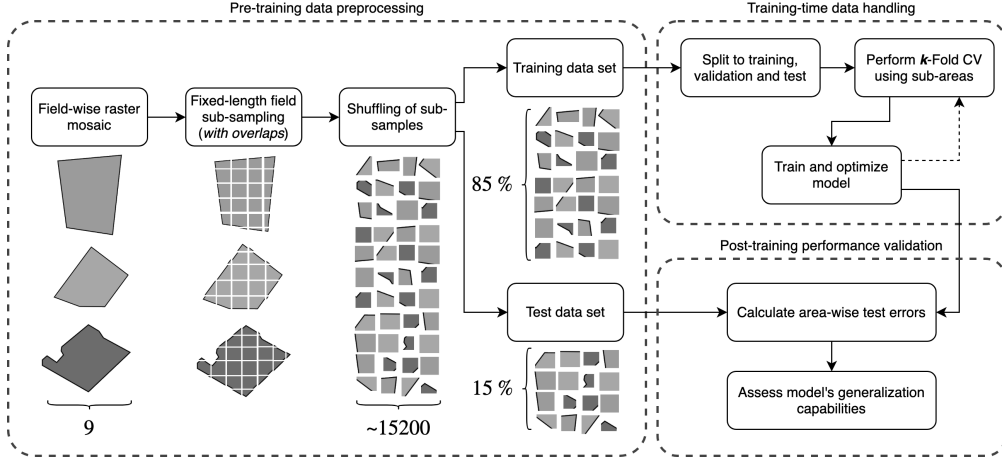 Pre-training data preprocessing
Field-wise raster
mosaic
Fixed-length field
sub-sampling
(with overlaps)
Shuffling of sub-
samples
Training data set
85 %
Test data set
15 %
9
~15200
Training-time data handling
Split to training,
validation and test
Perform k-Fold CV
using sub-areas
Train and optimize
model
Post-training performance validation
Calculate area-wise test errors
Assess model's generalization
capabilities